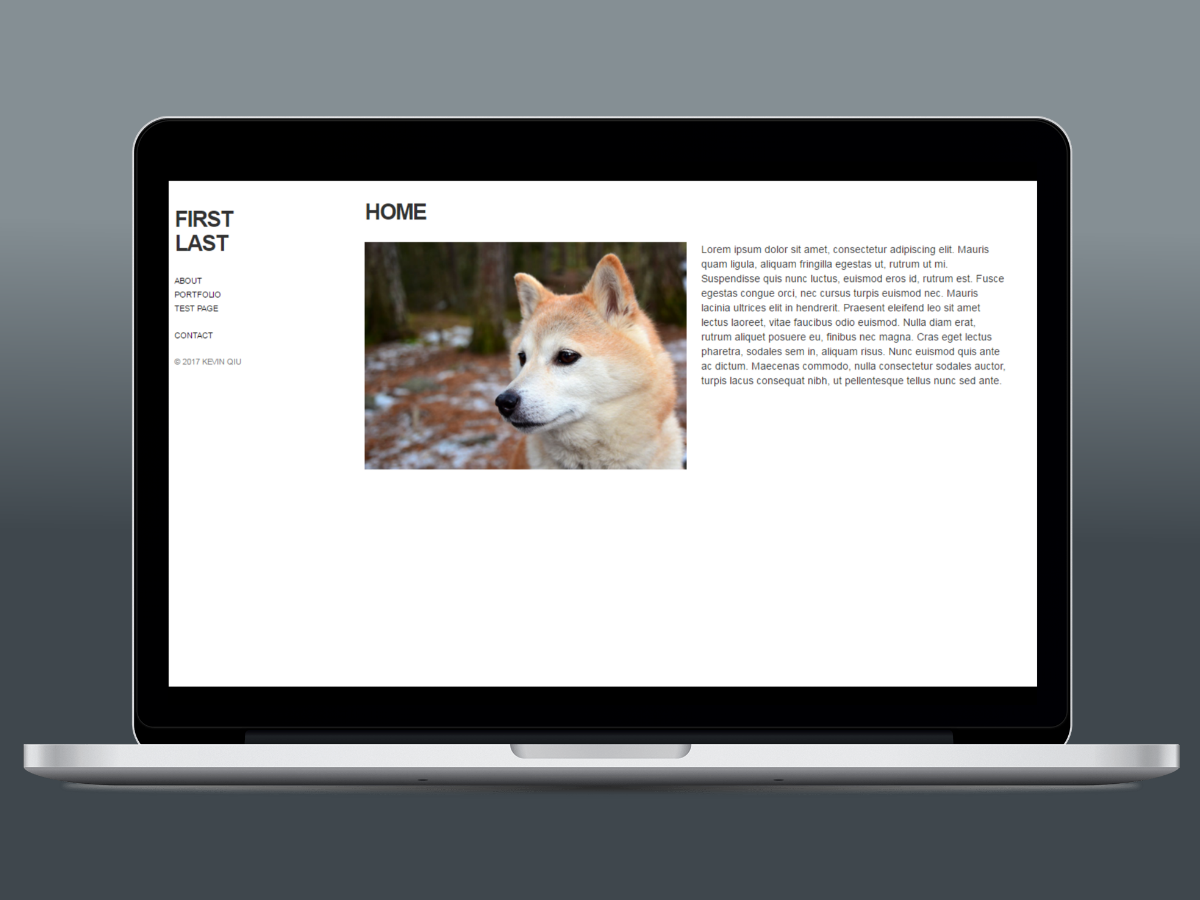 FIRST
LAST
ABOUT
PORTFOLIO
TEST PAGE
CONTACT
© 2017 KEVIN QIU
HOME
Lorem ipsum dolor sit amet, consectetur adipiscing elit. Mauris
quam ligula, aliquam fringilla egestas ut, rutrum ut mi.
Suspendisse quis nunc luctus, euismod eros id, rutrum est. Fusce
egestas congue orci, nec cursus turpis euismod nec. Mauris
lacinia ultrices elit in hendrerit. Praesent eleifend leo sit amet
lectus laoreet, vitae faucibus odio euismod. Nulla diam erat,
rutrum aliquet posuere eu, finibus nec magna. Cras eget lectus
pharetra, sodales sem in, aliquam risus. Nunc euismod quis ante
ac dictum. Maecenas commodo, nulla consectetur sodales auctor,
turpis lacus consequat nibh, ut pellentesque tellus nunc sed ante.